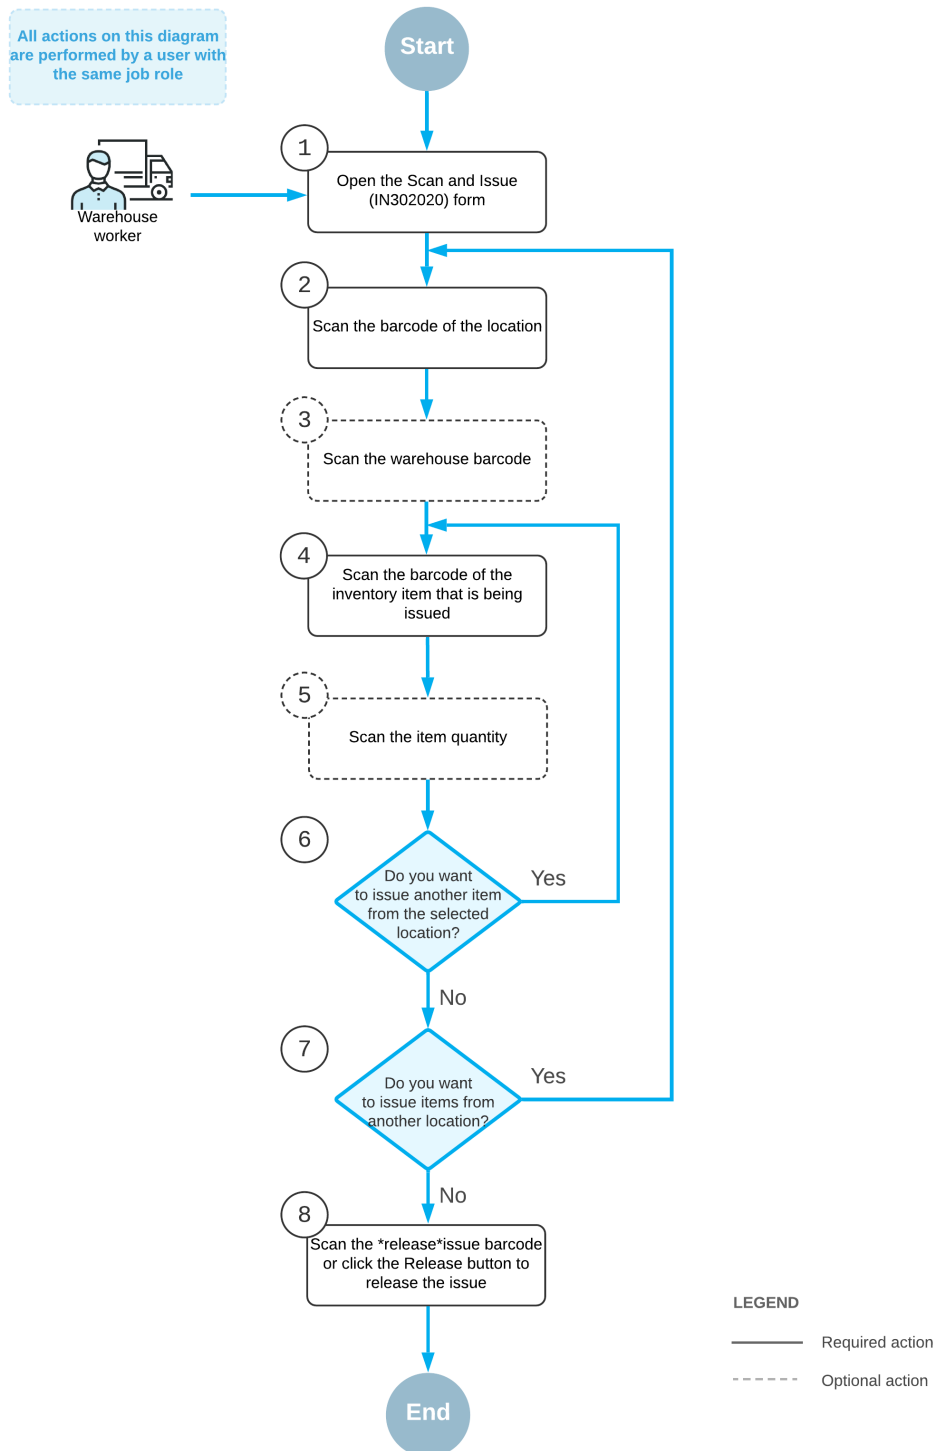 All actions on this diagram
are performed by a user with
the same job role
Start
Warehouse
worker
1
Open the Scan and Issue
(IN302020) form
2
Scan the barcode of the location
3
Scan the warehouse barcode
4
Scan the barcode of the
inventory item that is being
issued
5
Scan the item quantity
6
Do you want
to issue another item
from the selected
location?
Yes
No
7
Do you want
to issue items from
another location?
Yes
No
8
Scan the *release*issue barcode
or click the Release button to
release the issue
End
LEGEND
Required action
Optional action